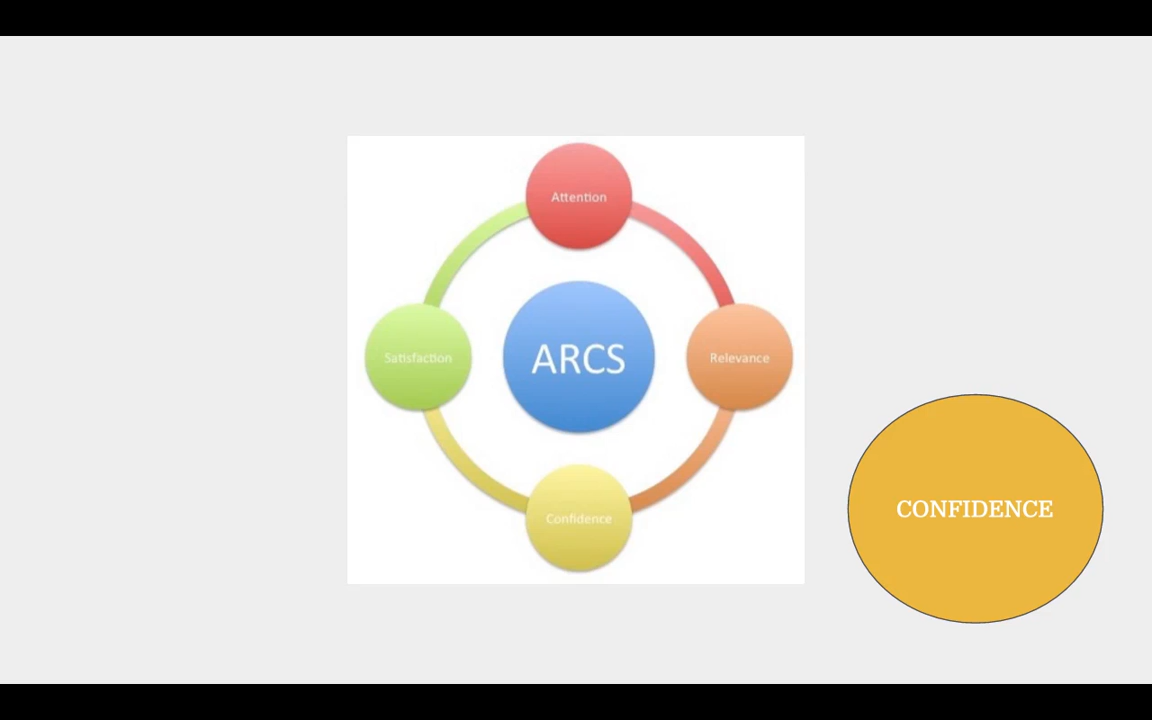 Attention
Satisfaction
ARCS
Relevance
Confidence
CONFIDENCE